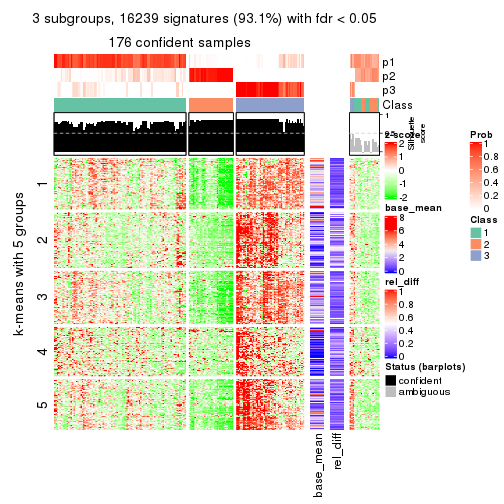 3 subgroups, 16239 signatures (93.1%) with fdr < 0.05
176 confident samples
p1
p2
p3
Class
1
0.5
Silhouette
score
k-means with 5 groups
1
2
3
4
5
base_mean
rel_diff
z-score
2
1
0
-1
-2
base_mean
8
6
4
2
0
rel_diff
1
0.8
0.6
0.4
0.2
0
Status (barplots)
confident
ambiguous
Prob
1
0.8
0.6
0.4
0.2
0
Class
1
2
3